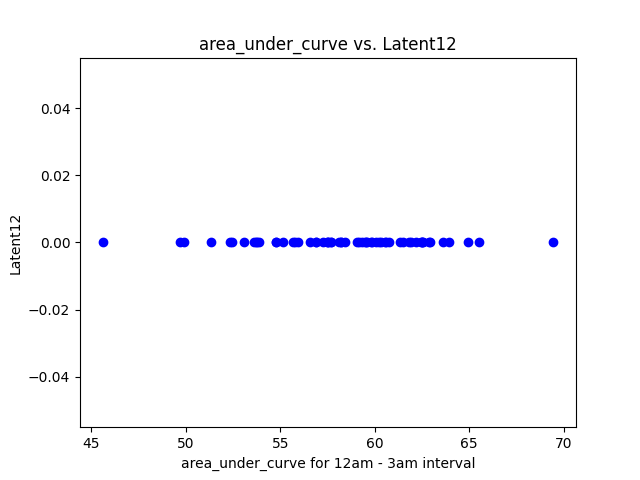 area_under_curve vs. Latent12
0.04
0.02
0.00
−0.02
−0.04
Latent12
45 50 55 60 65 70
area_under_curve for 12am - 3am interval